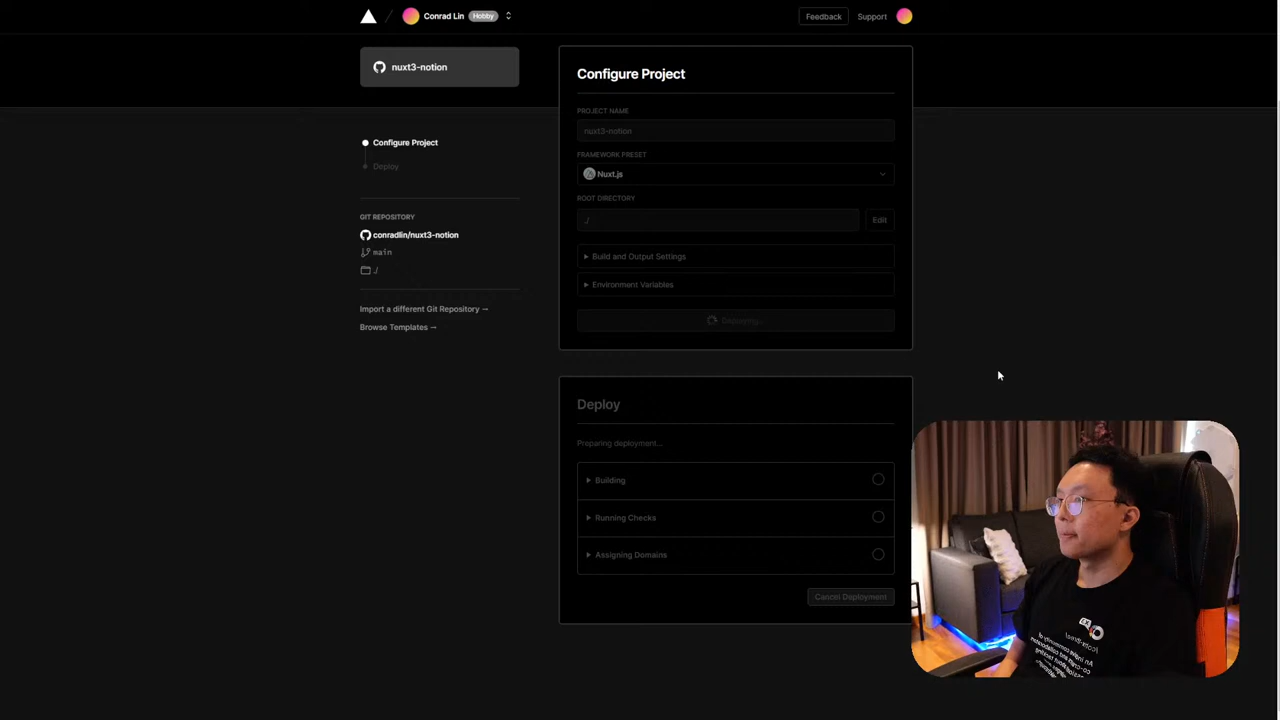 Conrad Lin Hobby
Feedback
Support
nuxt3-notion
Configure Project
Deploy
GIT REPOSITORY
conradlin/nuxt3-notion
main
./
Import a different Git Repository →
Browse Templates →
Configure Project
PROJECT NAME
nuxt3-notion
FRAMEWORK PRESET
Nuxt.js
ROOT DIRECTORY
./
Edit
Build and Output Settings
Environment Variables
Deploying...
Deploy
Preparing deployment...
Building
Running Checks
Assigning Domains
Cancel Deployment